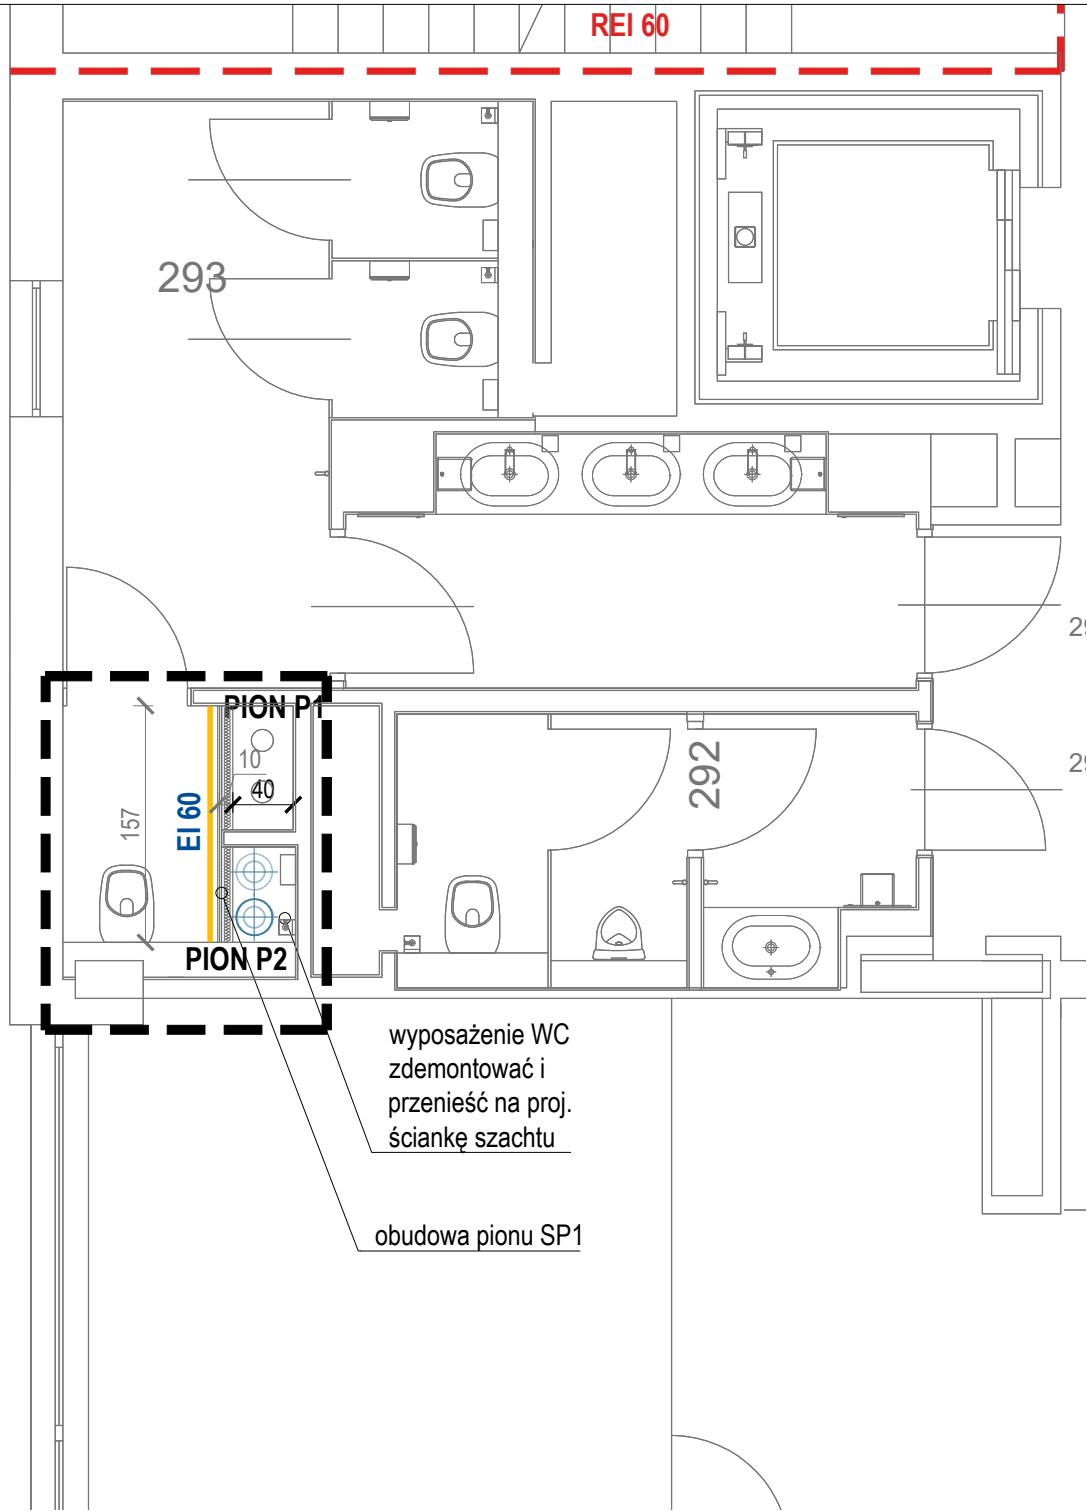 REI 60
293
29
PION P1
10
40
157
EI 60
292
29
PION P2
wyposażenie WC
zdemontować i
przenieść na proj.
ściankę szachtu
obudowa pionu SP1